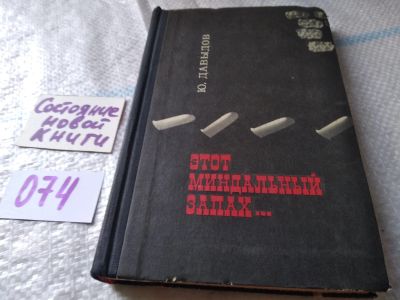 Состояние
новой
книги
074
Ю. ДАВЫДОВ
ЭТОТ
МИНДАЛЬНЫЙ
ЗАПАХ...